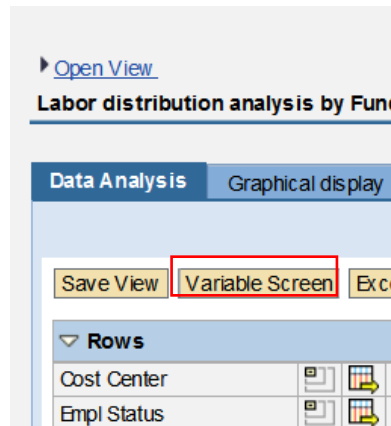 Open View
Labor distribution analysis by Fun
Data Analysis Graphical display
Save View Variable Screen Exc
Rows
Cost Center
Empl Status